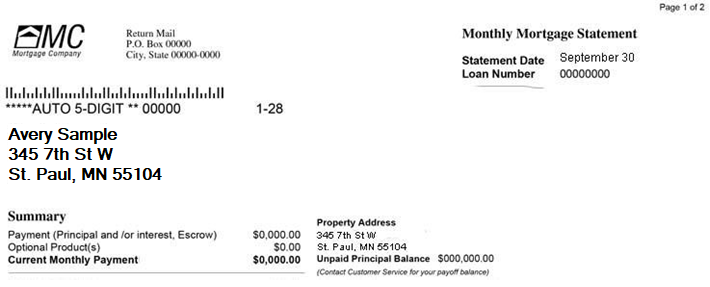 Page 1 of 2
MC
Mortgage Company
Return Mail
P.O. Box 00000
City, State 00000-0000
Monthly Mortgage Statement
Statement Date September 30
Loan Number 00000000
*****AUTO 5-DIGIT ** 00000 1-28
Avery Sample
345 7th St W
St. Paul, MN 55104
Summary
Payment (Principal and /or interest, Escrow) $0,000.00
Optional Product(s) $0.00
Current Monthly Payment $0,000.00
Property Address
345 7th St W
St. Paul, MN 55104
Unpaid Principal Balance $000,000.00
(Contact Customer Service for your payoff balance)